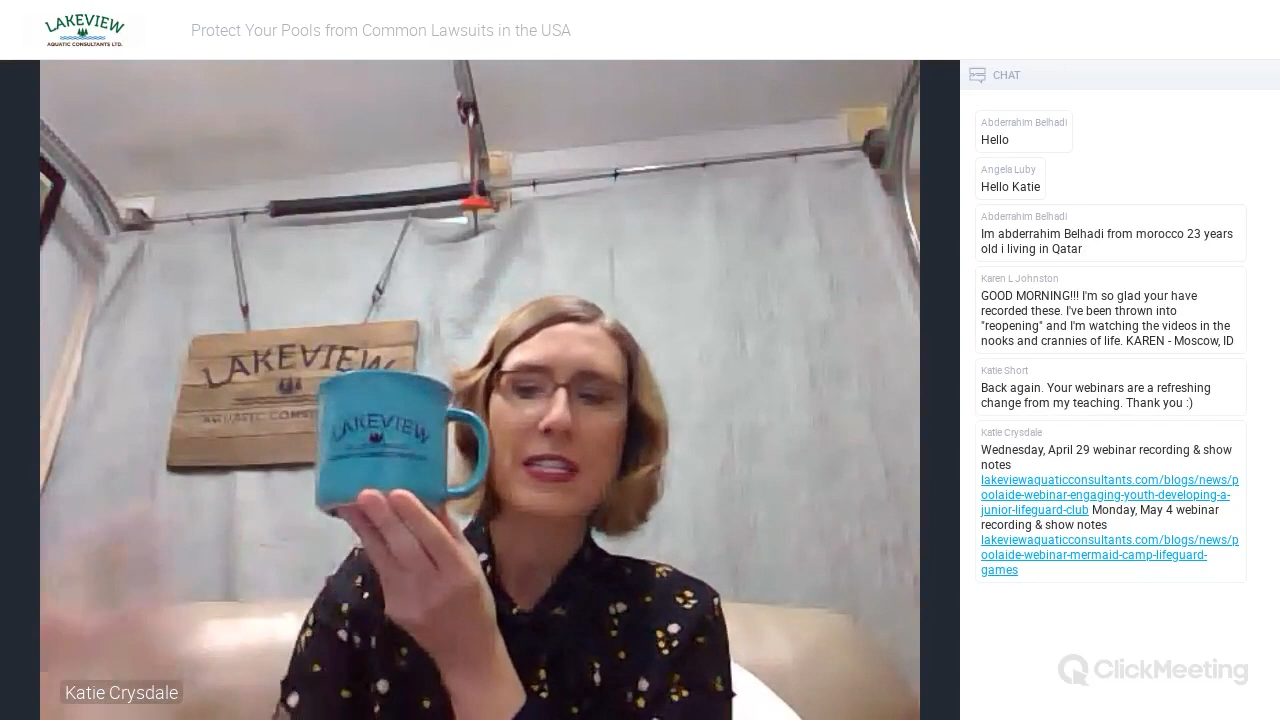 LAKEVIEW
AQUATIC CONSULTANTS LTD.
Protect Your Pools from Common Lawsuits in the USA
LAKEVIEW
LAKEVIEW
Katie Crysdale
CHAT
Abderrahim Belhadi
Hello
Angela Luby
Hello Katie
Abderrahim Belhadi
Im abderrahim Belhadi from morocco 23 years
old i living in Qatar
Karen L Johnston
GOOD MORNING!!! I'm so glad your have
recorded these. I've been thrown into
"reopening" and I'm watching the videos in the
nooks and crannies of life. KAREN - Moscow, ID
Katie Short
Back again. Your webinars are a refreshing
change from my teaching. Thank you :)
Katie Crysdale
Wednesday, April 29 webinar recording & show
notes
lakeviewaquaticconsultants.com/blogs/news/p
oolaide-webinar-engaging-youth-developing-a-
junior-lifeguard-club Monday, May 4 webinar
recording & show notes
lakeviewaquaticconsultants.com/blogs/news/p
oolaide-webinar-mermaid-camp-lifeguard-
games
ClickMeeting